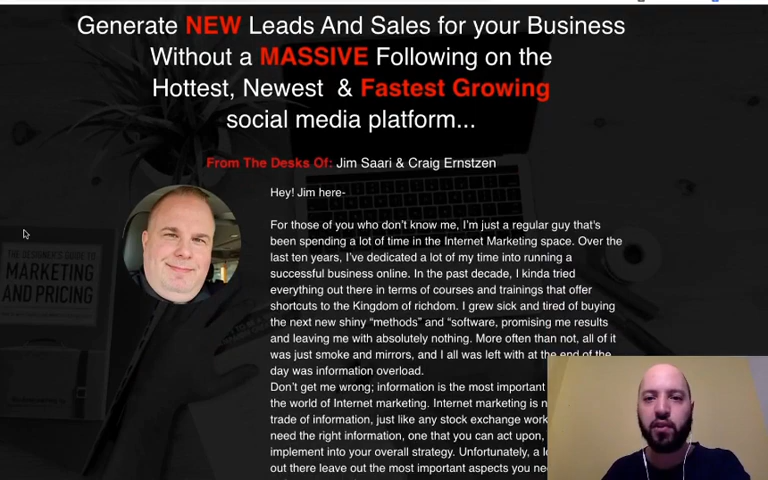 Generate NEW Leads And Sales for your Business
Without a MASSIVE Following on the
Hottest, Newest & Fastest Growing
social media platform...
From The Desks Of: Jim Saari & Craig Ernstzen
Hey! Jim here-
For those of you who don't know me, I'm just a regular guy that's
been spending a lot of time in the Internet Marketing space. Over the
last ten years, I've dedicated a lot of my time into running a
successful business online. In the past decade, I kinda tried
everything out there in terms of courses and trainings that offer
shortcuts to the Kingdom of richdom. I grew sick and tired of buying
the next new shiny “methods” and “software, promising me results
and leaving me with absolutely nothing. More often than not, all of it
was just smoke and mirrors, and I all was left with at the end of the
day was information overload.
Don't get me wrong; information is the most important
the world of Internet marketing. Internet marketing is
trade of information, just like any stock exchange work
need the right information, one that you can act upon,
implement into your overall strategy. Unfortunately, a
out there leave out the most important aspects you
THE DESIGNER'S GUIDE TO
MARKETING
AND PRICING